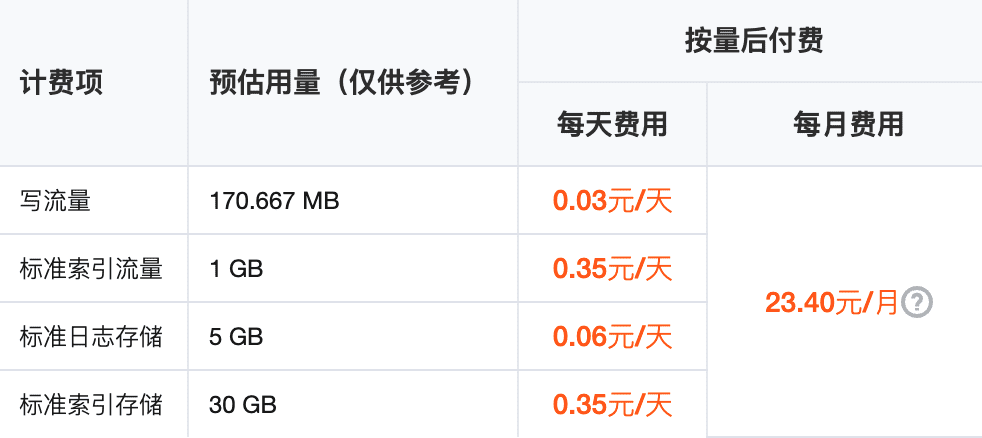 计费项
预估用量（仅供参考）
按量后付费
每天费用
每月费用
写流量
170.667 MB
0.03元/天
标准索引流量
1 GB
0.35元/天
23.40元/月?
标准日志存储
5 GB
0.06元/天
标准索引存储
30 GB
0.35元/天